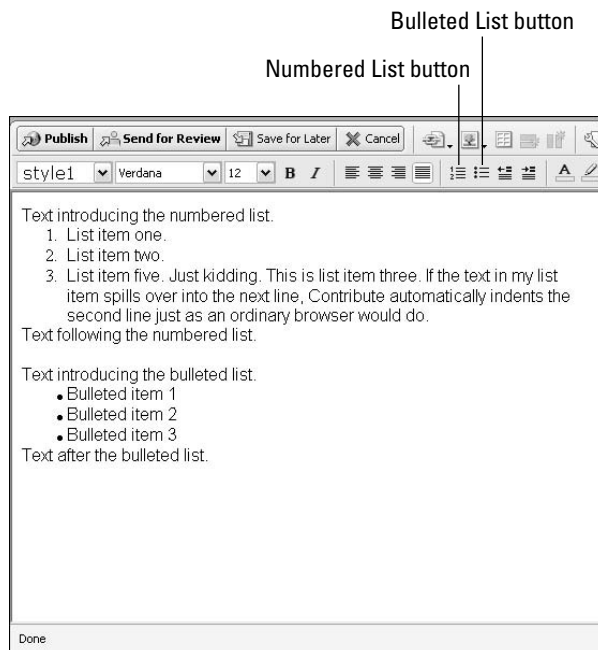 Bulleted List button
Numbered List button
Publish Send for Review Save for Later Cancel
style1 Verdana 12 B I A
Text introducing the numbered list.
1. List item one.
2. List item two.
3. List item five. Just kidding. This is list item three. If the text in my list
item spills over into the next line, Contribute automatically indents the
second line just as an ordinary browser would do.
Text following the numbered list.
Text introducing the bulleted list.
• Bulleted item 1
• Bulleted item 2
• Bulleted item 3
Text after the bulleted list.
Done